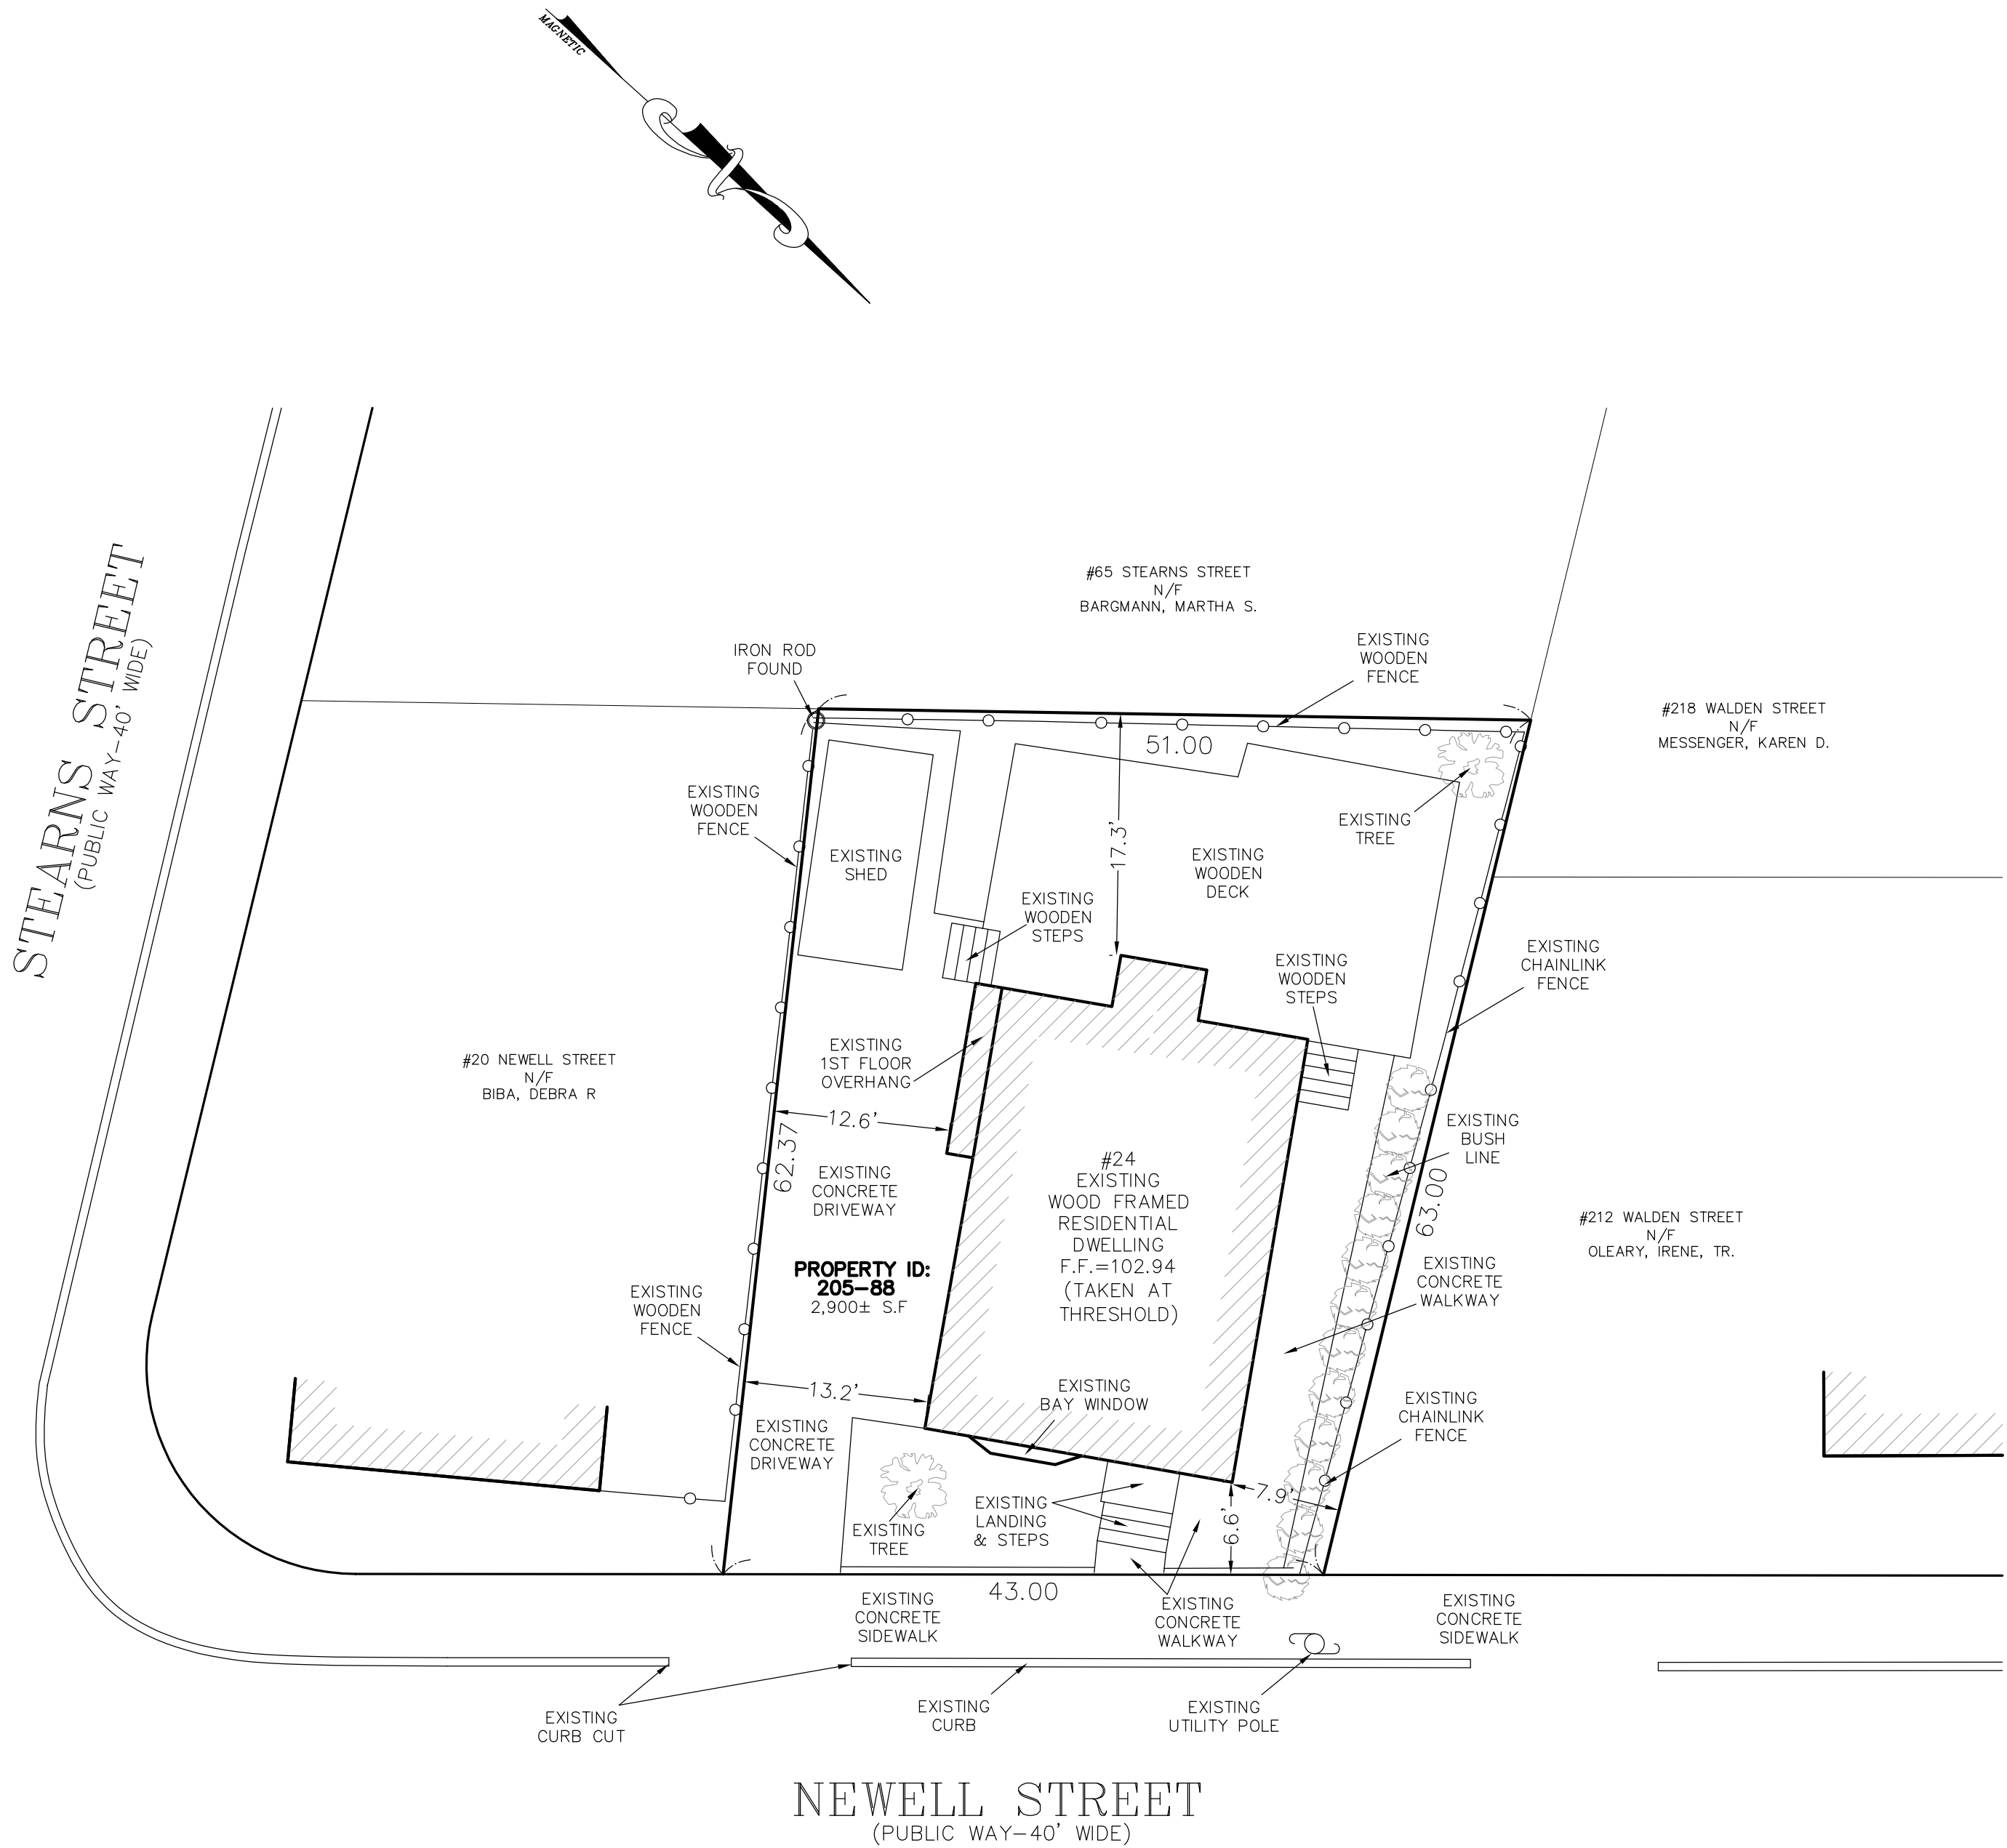 MAGNETIC
#65 STEARNS STREET
N/F
BARGMANN, MARTHA S.
STEARNS STREET
(PUBLIC WAY-40' WIDE)
IRON ROD
FOUND
EXISTING
WOODEN
FENCE
#218 WALDEN STREET
N/F
MESSENGER, KAREN D.
51.00
EXISTING
WOODEN
FENCE
EXISTING
TREE
17.3'
EXISTING
SHED
EXISTING
WOODEN
DECK
EXISTING
WOODEN
STEPS
EXISTING
WOODEN
STEPS
EXISTING
CHAINLINK
FENCE
#20 NEWELL STREET
N/F
BIBA, DEBRA R
EXISTING
1ST FLOOR
OVERHANG
12.6'
62.37
EXISTING
BUSH
LINE
EXISTING
CONCRETE
DRIVEWAY
#24
EXISTING
WOOD FRAMED
RESIDENTIAL
DWELLING
F.F.=102.94
(TAKEN AT
THRESHOLD)
63.00
#212 WALDEN STREET
N/F
OLEARY, IRENE, TR.
PROPERTY ID:
205-88
2,900± S.F
EXISTING
CONCRETE
WALKWAY
EXISTING
WOODEN
FENCE
13.2'
EXISTING
BAY WINDOW
EXISTING
CHAINLINK
FENCE
EXISTING
CONCRETE
DRIVEWAY
EXISTING
TREE
EXISTING
LANDING
& STEPS
7.9'
6.6'
43.00
EXISTING
CONCRETE
SIDEWALK
EXISTING
CONCRETE
WALKWAY
EXISTING
CONCRETE
SIDEWALK
EXISTING
CURB CUT
EXISTING
CURB
EXISTING
UTILITY POLE
NEWELL STREET
(PUBLIC WAY-40' WIDE)